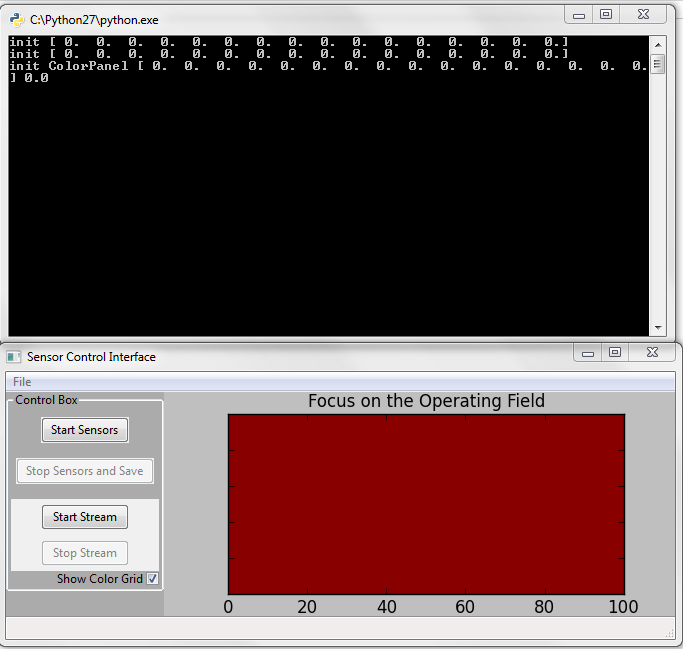 C:\Python27\python.exe
init [ 0.  0.  0.  0.  0.  0.  0.  0.  0.  0.  0.  0.  0.  0.  0.  0.]
init [ 0.  0.  0.  0.  0.  0.  0.  0.  0.  0.  0.  0.  0.  0.  0.  0.]
init ColorPanel [ 0.  0.  0.  0.  0.  0.  0.  0.  0.  0.  0.  0.  0.  0.  0.  0.
] 0.0
Sensor Control Interface
File
Control Box
Start Sensors
Stop Sensors and Save
Start Stream
Stop Stream
Show Color Grid
Focus on the Operating Field
0 20 40 60 80 100